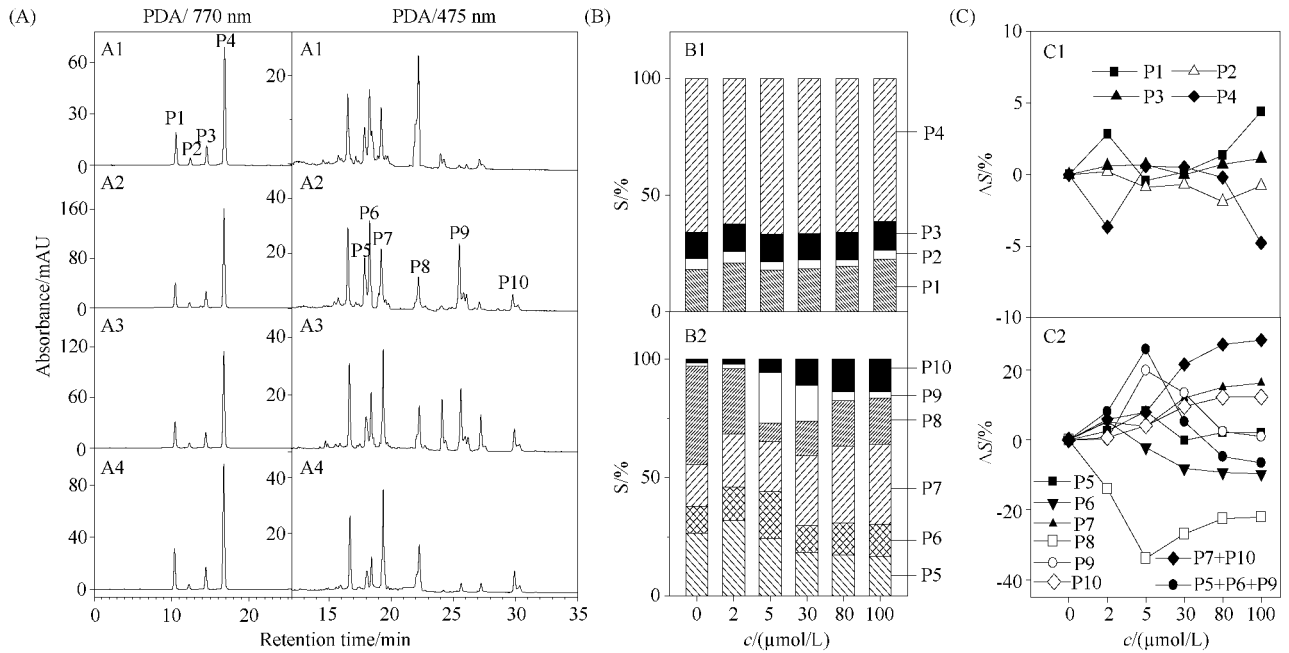 (A)
PDA/ 770 nm
PDA/475 nm
A1
P1
P2
P3
P4
60
30
0
A1
20
A2
160
80
0
A2
40
20
P5
P6
P7
P8
P9
P10
A3
120
60
0
A3
40
20
A4
80
40
0
A4
20
Absorbance/mAU
0 10 20
15 20 25 30 35
Retention time/min
(B)
B1
100
50
0
S/%
P4
P3
P2
P1
B2
100
50
0
S/%
P10
P9
P8
P7
P6
P5
0 2 5 30 80 100
c/(μmol/L)
(C)
C1
10
5
0
-5
-10
ΔS/%
P1 P2
P3 P4
C2
20
0
-20
-40
ΔS/%
P5
P6
P7
P8
P9
P10
P7+P10
P5+P6+P9
0 2 5 30 80 100
c/(μmol/L)